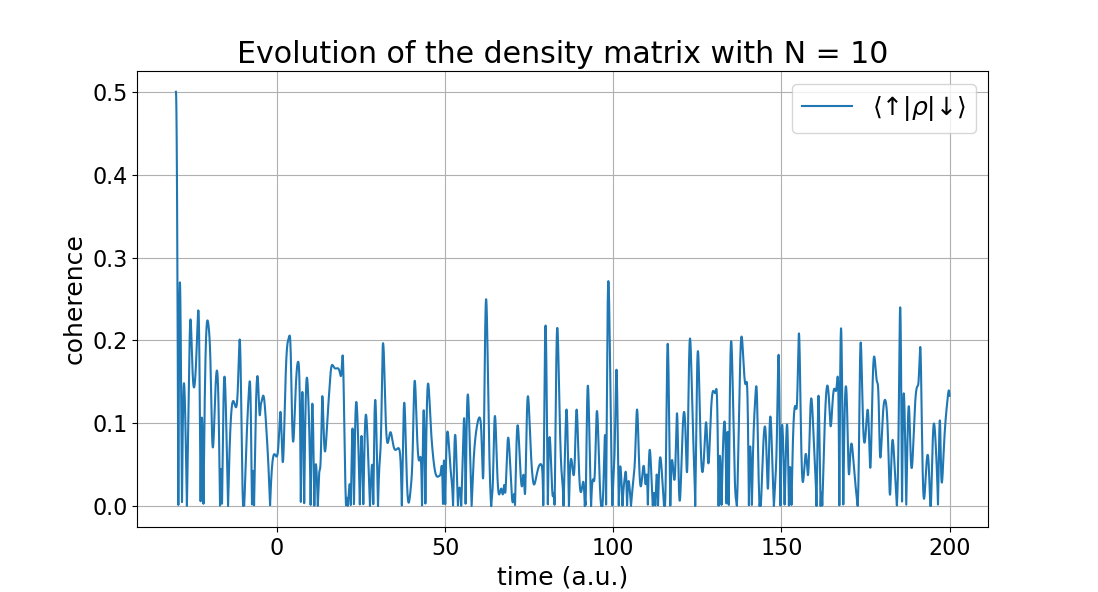 Evolution of the density matrix with N = 10
⟨↑|ρ|↓⟩
coherence
0.5
0.4
0.3
0.2
0.1
0.0
0 50 100 150 200
time (a.u.)